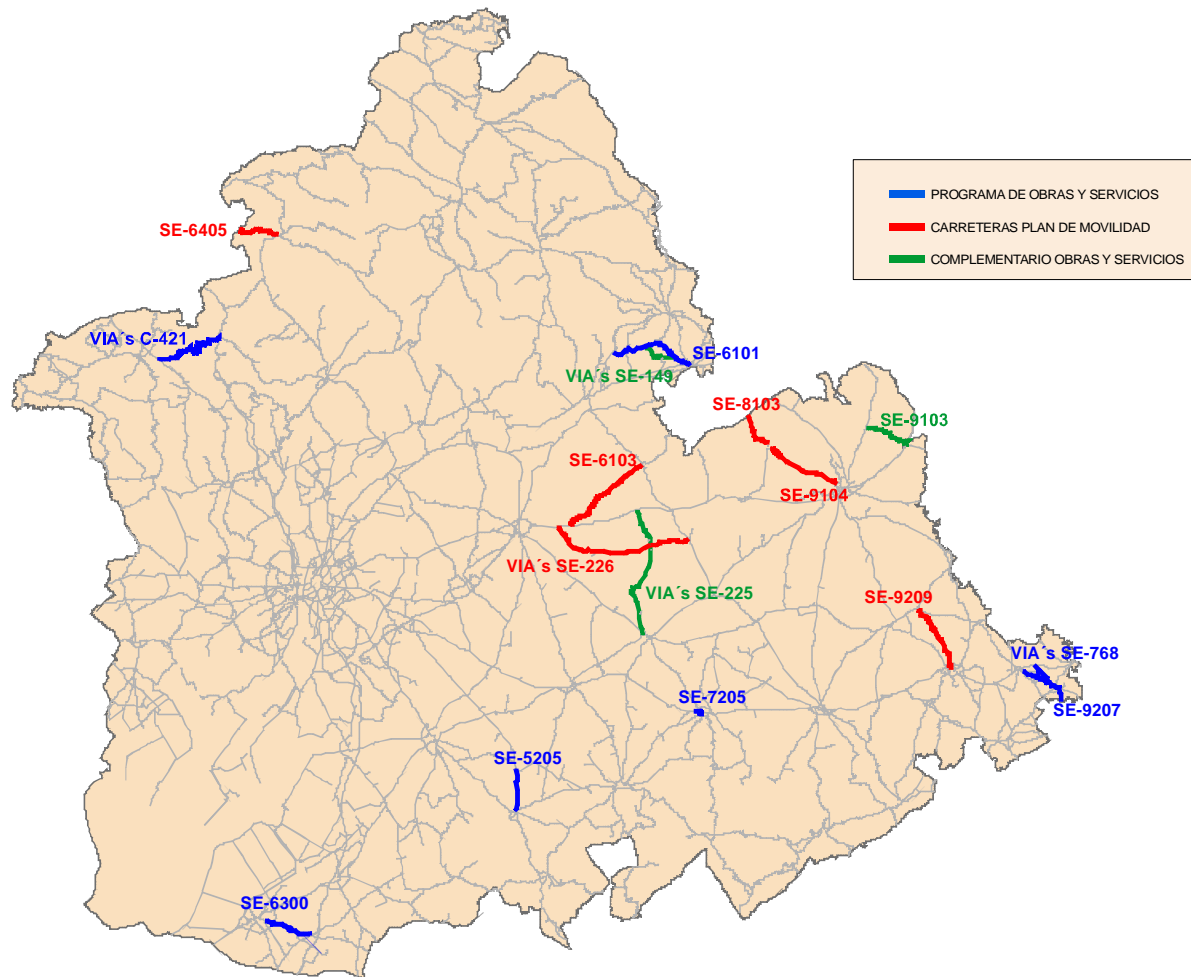 PROGRAMA DE OBRAS Y SERVICIOS
CARRETERAS PLAN DE MOVILIDAD
COMPLEMENTARIO OBRAS Y SERVICIOS
SE-6405
VIA´s C-421
SE-6101
VIA´s SE-149
SE-8103
SE-9103
SE-6103
SE-9104
VIA´s SE-226
VIA´s SE-225
SE-9209
VIA´s SE-768
SE-7205
SE-9207
SE-5205
SE-6300